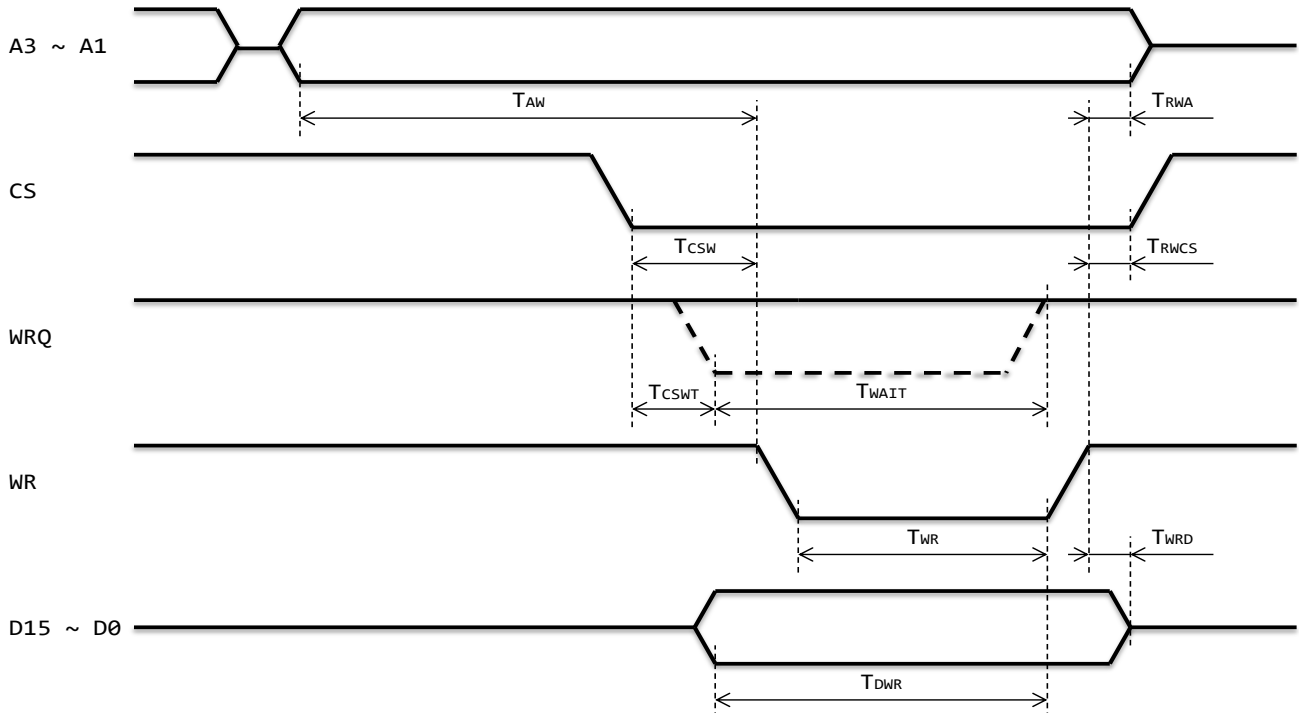 A3 ~ A1
TAW
TRWA
CS
TCSW
TRWCS
WRQ
TCSWT
TWAIT
WR
TWR
TWRD
D15 ~ D0
TDWR